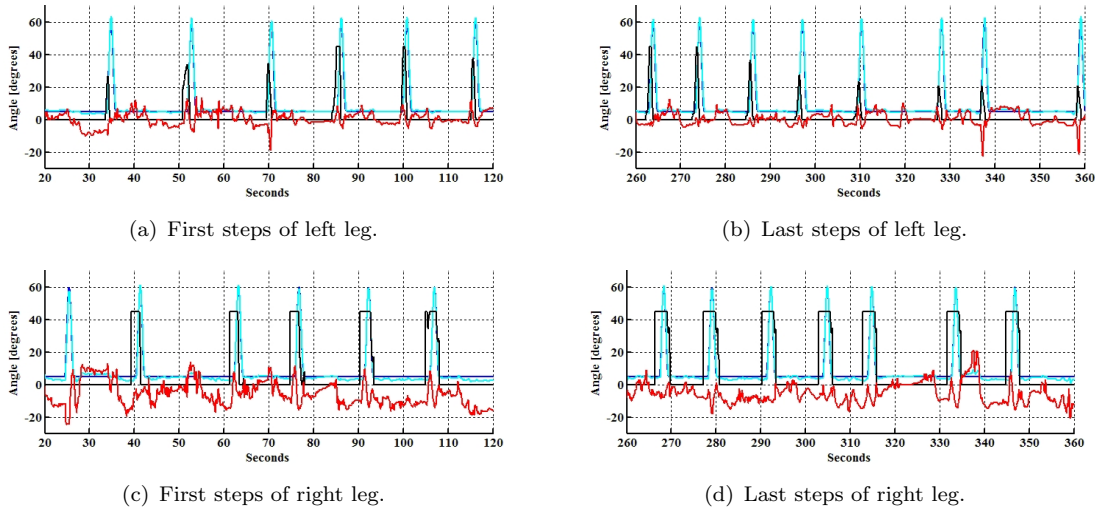 Angle [degrees]
60
40
20
0
-20
20 30 40 50 60 70 80 90 100 110 120
Seconds
(a) First steps of left leg.
Angle [degrees]
60
40
20
0
-20
260 270 280 290 300 310 320 330 340 350 360
Seconds
(b) Last steps of left leg.
Angle [degrees]
60
40
20
0
-20
20 30 40 50 60 70 80 90 100 110 120
Seconds
(c) First steps of right leg.
Angle [degrees]
60
40
20
0
-20
260 270 280 290 300 310 320 330 340 350 360
Seconds
(d) Last steps of right leg.